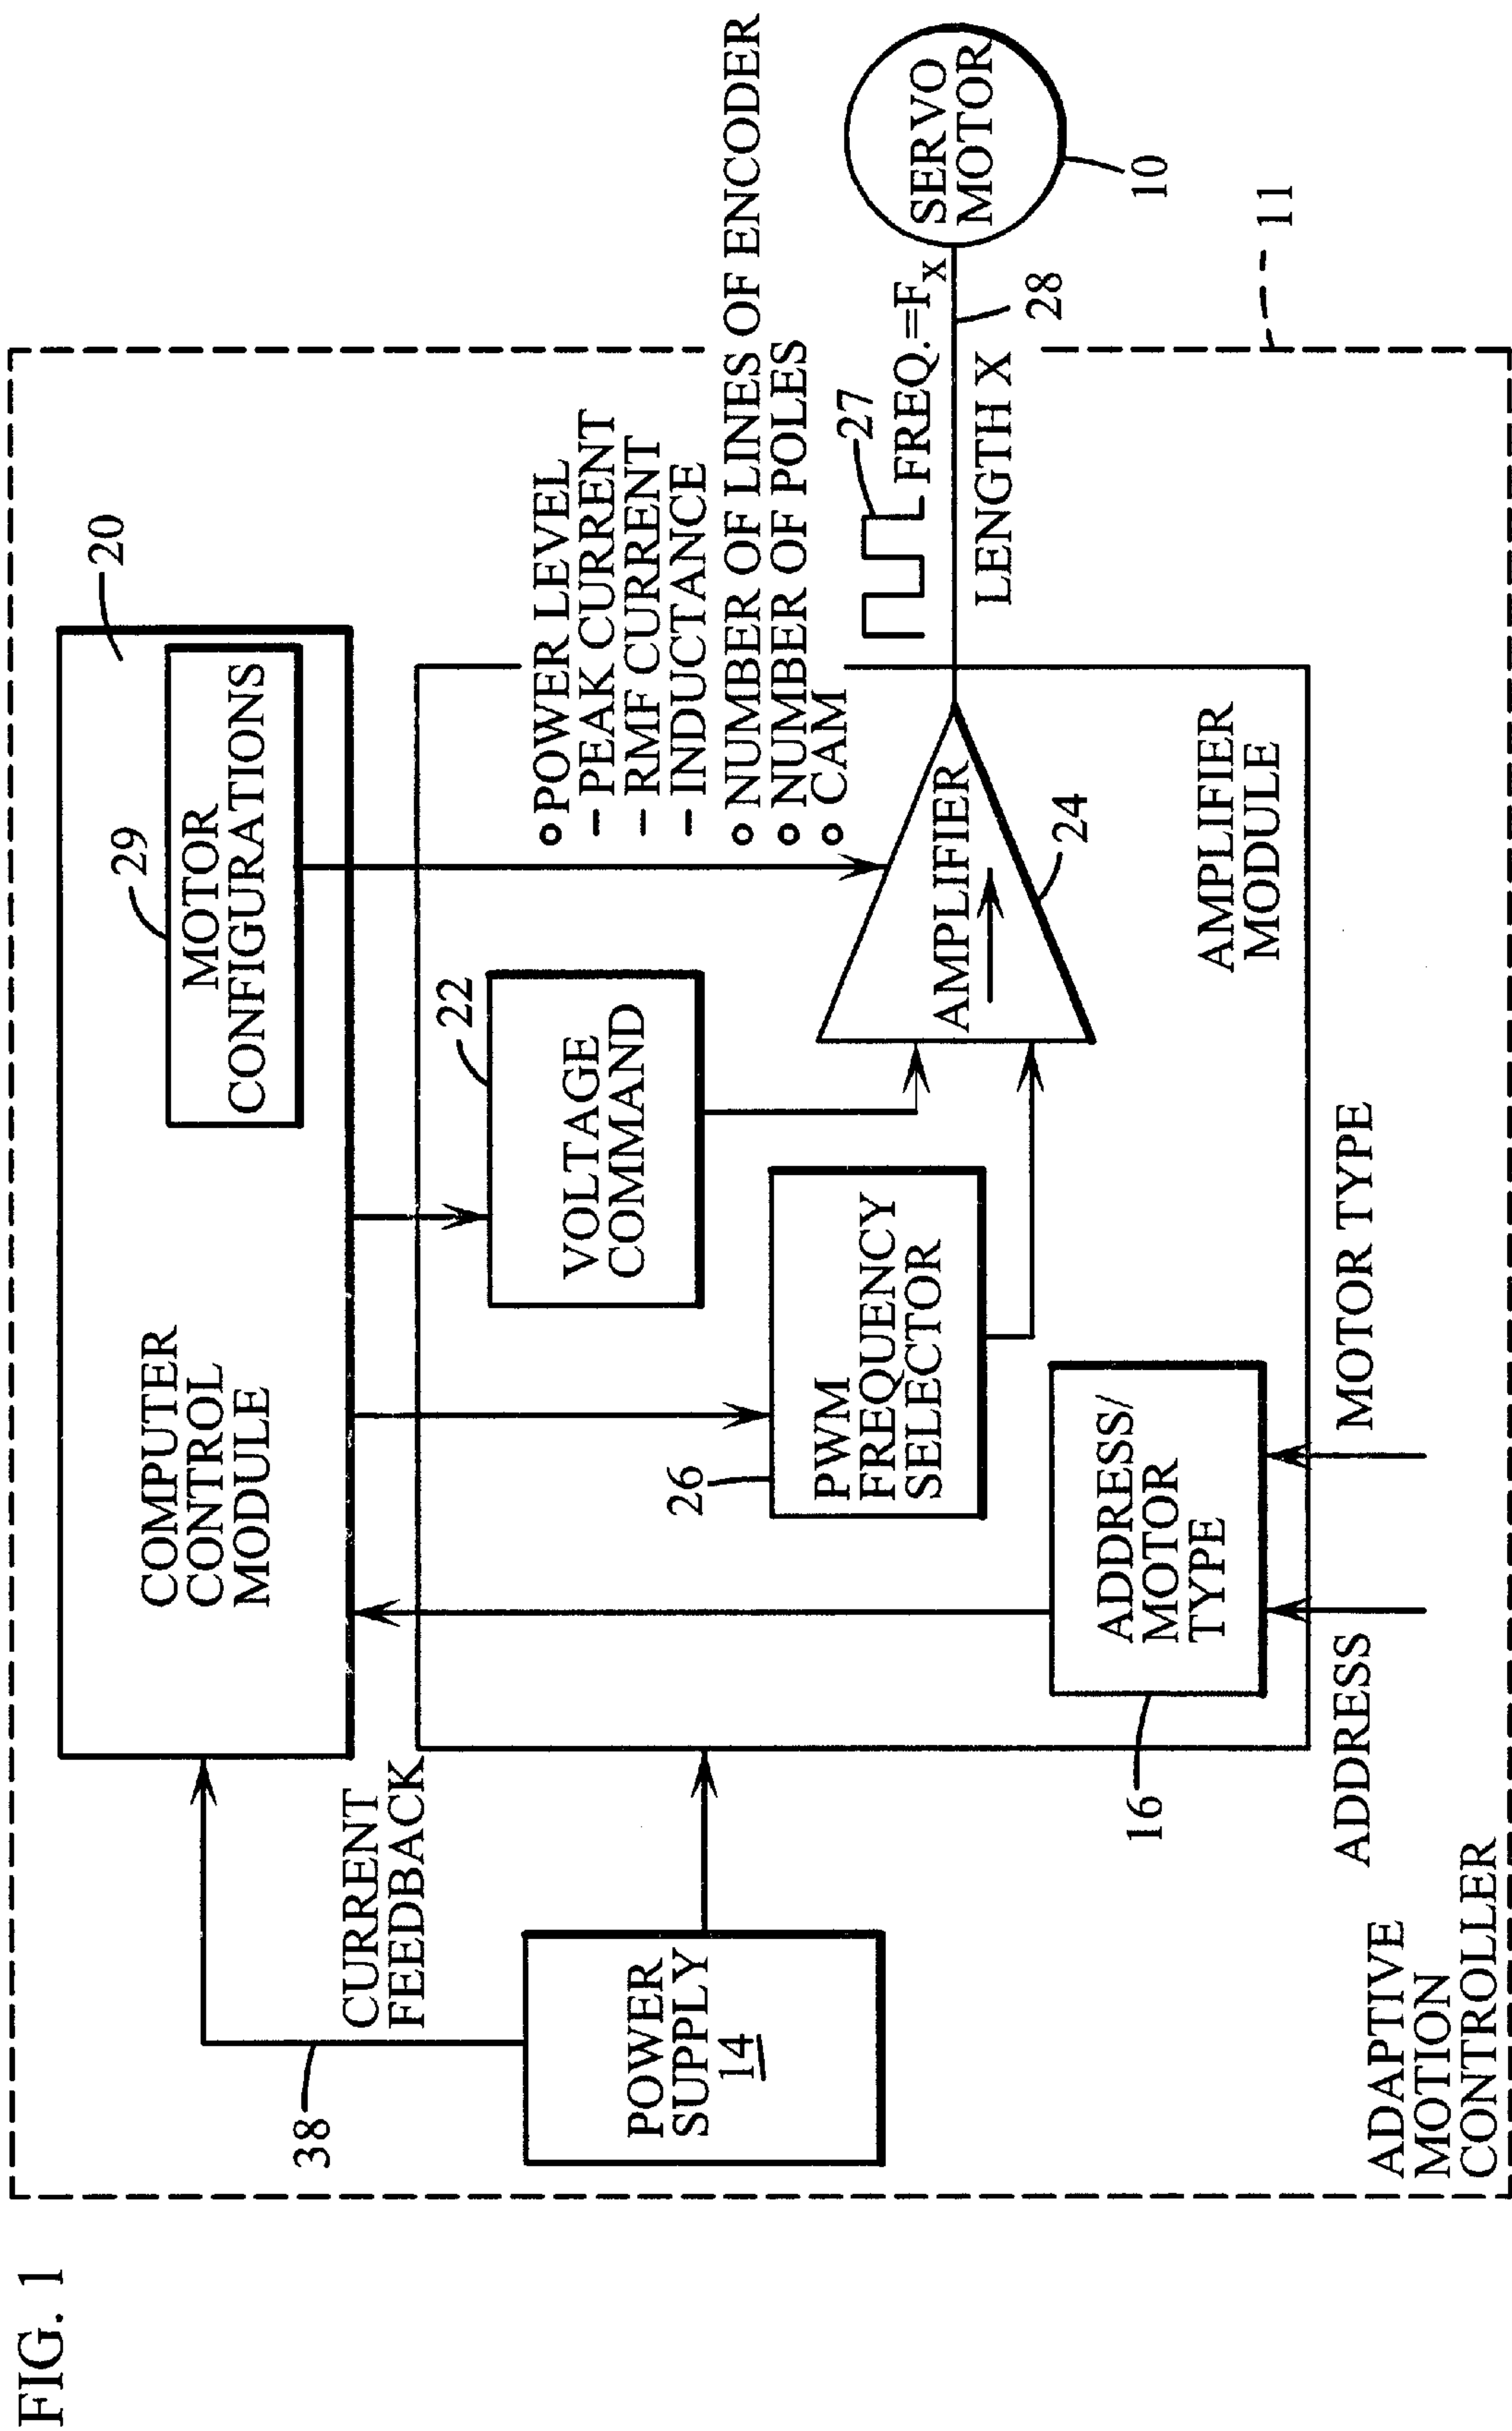 FIG. 1
20
29
COMPUTER
CONTROL
MODULE
MOTOR
CONFIGURATIONS
38
CURRENT
FEEDBACK
22
VOLTAGE
COMMAND
○ POWER LEVEL
– PEAK CURRENT
– RMF CURRENT
– INDUCTANCE
○ NUMBER OF LINES OF ENCODER
○ NUMBER OF POLES
○ CAM
POWER
SUPPLY
14
26
PWM
FREQUENCY
SELECTOR
AMPLIFIER
24
27
FREQ.=FX
LENGTH X
28
SERVO
MOTOR
10
16
ADDRESS/
MOTOR
TYPE
AMPLIFIER
MODULE
11
ADDRESS
MOTOR TYPE
ADAPTIVE
MOTION
CONTROLLER